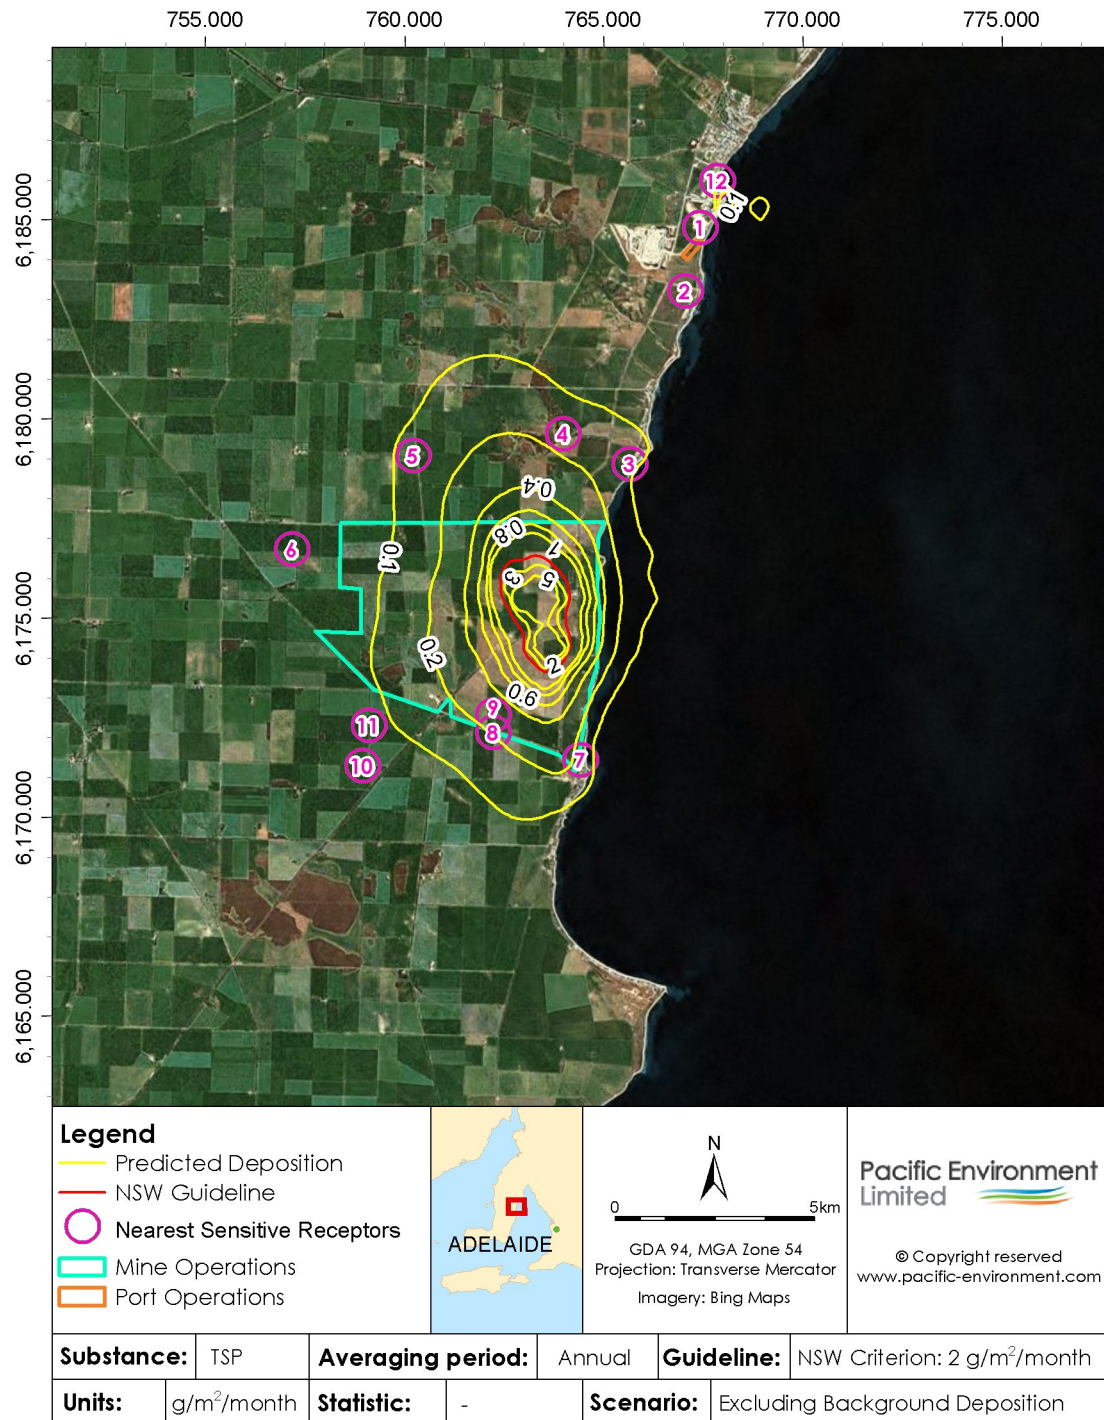 755.000 760.000 765.000 770.000 775.000
6,185.000
6,180.000
6,175.000
6,170.000
6,165.000
12
0.1
1
2
4
5
3
0.4
0.8
1
6
0.1
3
5
0.2
2
0.6
9
11
8
7
10
Legend
Predicted Deposition
NSW Guideline
Nearest Sensitive Receptors
Mine Operations
Port Operations
ADELAIDE
N
0 5km
GDA 94, MGA Zone 54
Projection: Transverse Mercator
Imagery: Bing Maps
Pacific Environment
Limited
© Copyright reserved
www.pacific-environment.com
Substance: TSP Averaging period: Annual Guideline: NSW Criterion: 2 g/m²/month
Units: g/m²/month Statistic: - Scenario: Excluding Background Deposition